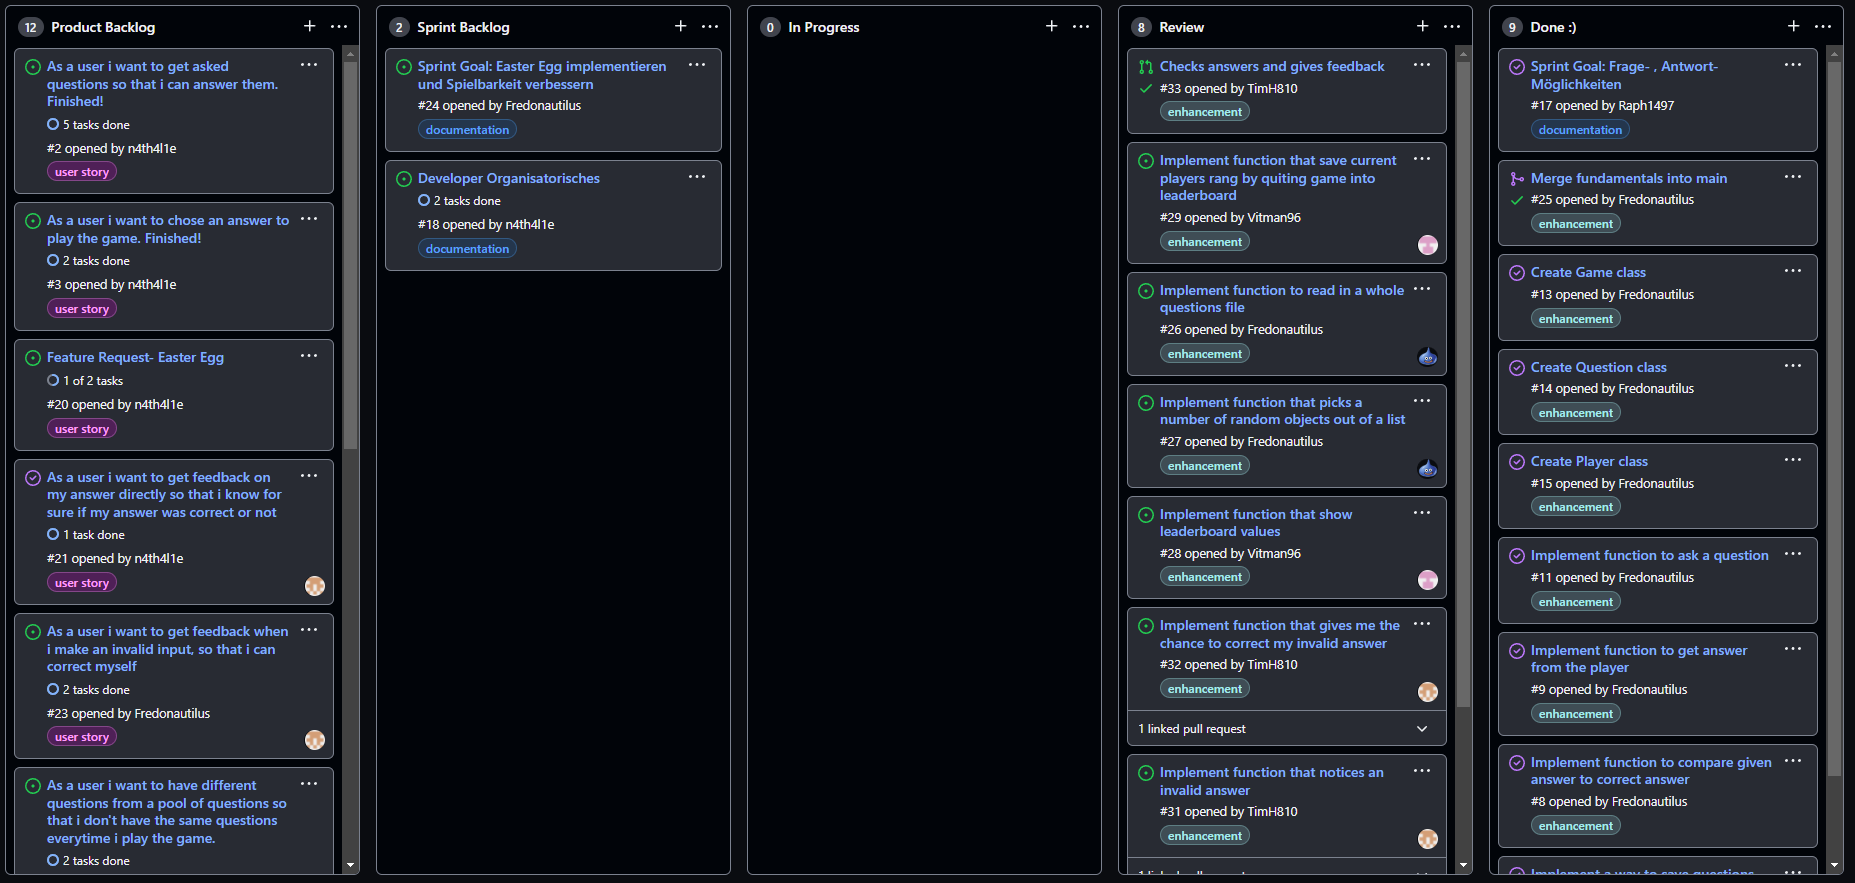 12 Product Backlog
As a user i want to get asked
questions so that i can answer them.
Finished!
5 tasks done
#2 opened by n4th4l1e
user story
As a user i want to chose an answer to
play the game. Finished!
2 tasks done
#3 opened by n4th4l1e
user story
Feature Request- Easter Egg
1 of 2 tasks
#20 opened by n4th4l1e
user story
As a user i want to get feedback on
my answer directly so that i know for
sure if my answer was correct or not
1 task done
#21 opened by n4th4l1e
user story
As a user i want to get feedback when
i make an invalid input, so that i can
correct myself
2 tasks done
#23 opened by Fredonautilus
user story
As a user i want to have different
questions from a pool of questions so
that i don't have the same questions
everytime i play the game.
2 tasks done
2 Sprint Backlog
Sprint Goal: Easter Egg implementieren
und Spielbarkeit verbessern
#24 opened by Fredonautilus
documentation
Developer Organisatorisches
2 tasks done
#18 opened by n4th4l1e
documentation
0 In Progress
8 Review
Checks answers and gives feedback
#33 opened by TimH810
enhancement
Implement function that save current
players rang by quiting game into
leaderboard
#29 opened by Vitman96
enhancement
Implement function to read in a whole
questions file
#26 opened by Fredonautilus
enhancement
Implement function that picks a
number of random objects out of a list
#27 opened by Fredonautilus
enhancement
Implement function that show
leaderboard values
#28 opened by Vitman96
enhancement
Implement function that gives me the
chance to correct my invalid answer
#32 opened by TimH810
enhancement
1 linked pull request
Implement function that notices an
invalid answer
#31 opened by TimH810
enhancement
9 Done :)
Sprint Goal: Frage- , Antwort-
Möglichkeiten
#17 opened by Raph1497
documentation
Merge fundamentals into main
#25 opened by Fredonautilus
enhancement
Create Game class
#13 opened by Fredonautilus
enhancement
Create Question class
#14 opened by Fredonautilus
enhancement
Create Player class
#15 opened by Fredonautilus
enhancement
Implement function to ask a question
#11 opened by Fredonautilus
enhancement
Implement function to get answer
from the player
#9 opened by Fredonautilus
enhancement
Implement function to compare given
answer to correct answer
#8 opened by Fredonautilus
enhancement
Implement a way to save questions